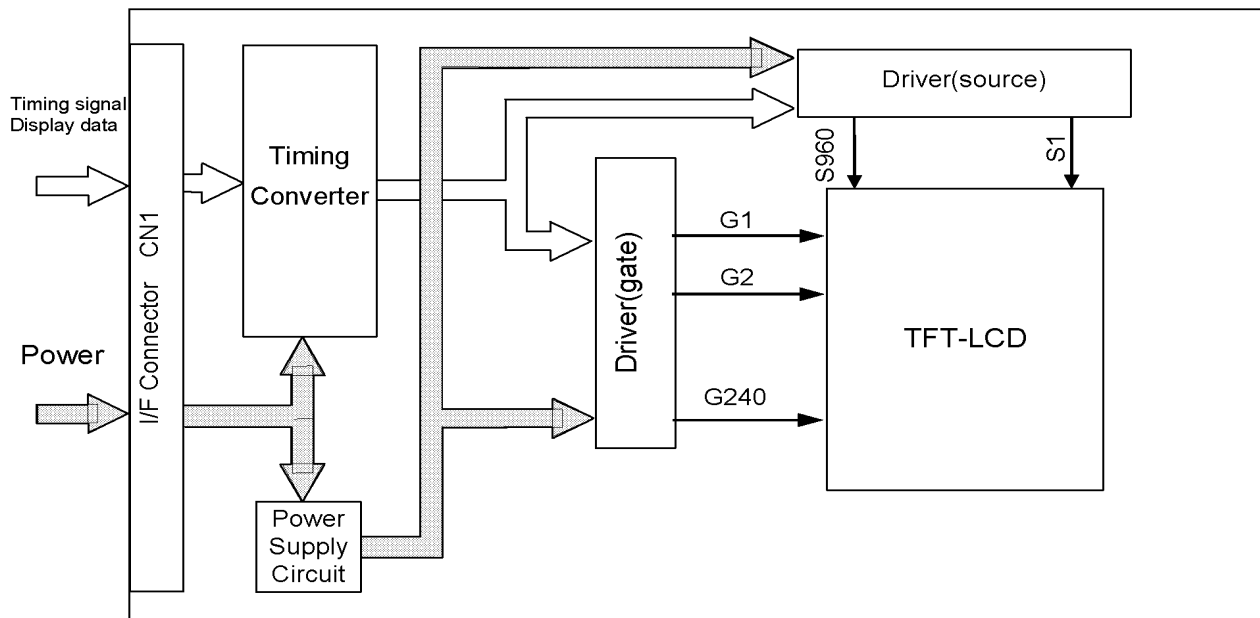 Timing signal
Display data
Power
I/F Connector CN1
Timing
Converter
Power
Supply
Circuit
Driver(source)
S960
S1
Driver(gate)
G1
G2
G240
TFT-LCD